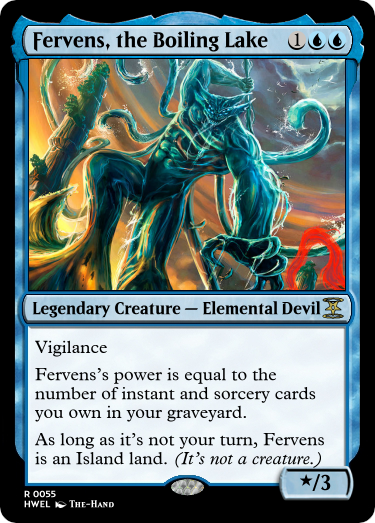 Fervens, the Boiling Lake 1
Legendary Creature — Elemental Devil
Vigilance
Fervens's power is equal to the
number of instant and sorcery cards
you own in your graveyard.
As long as it's not your turn, Fervens
is an Island land. (It's not a creature.)
★/3
R 0055
HWEL The-Hand